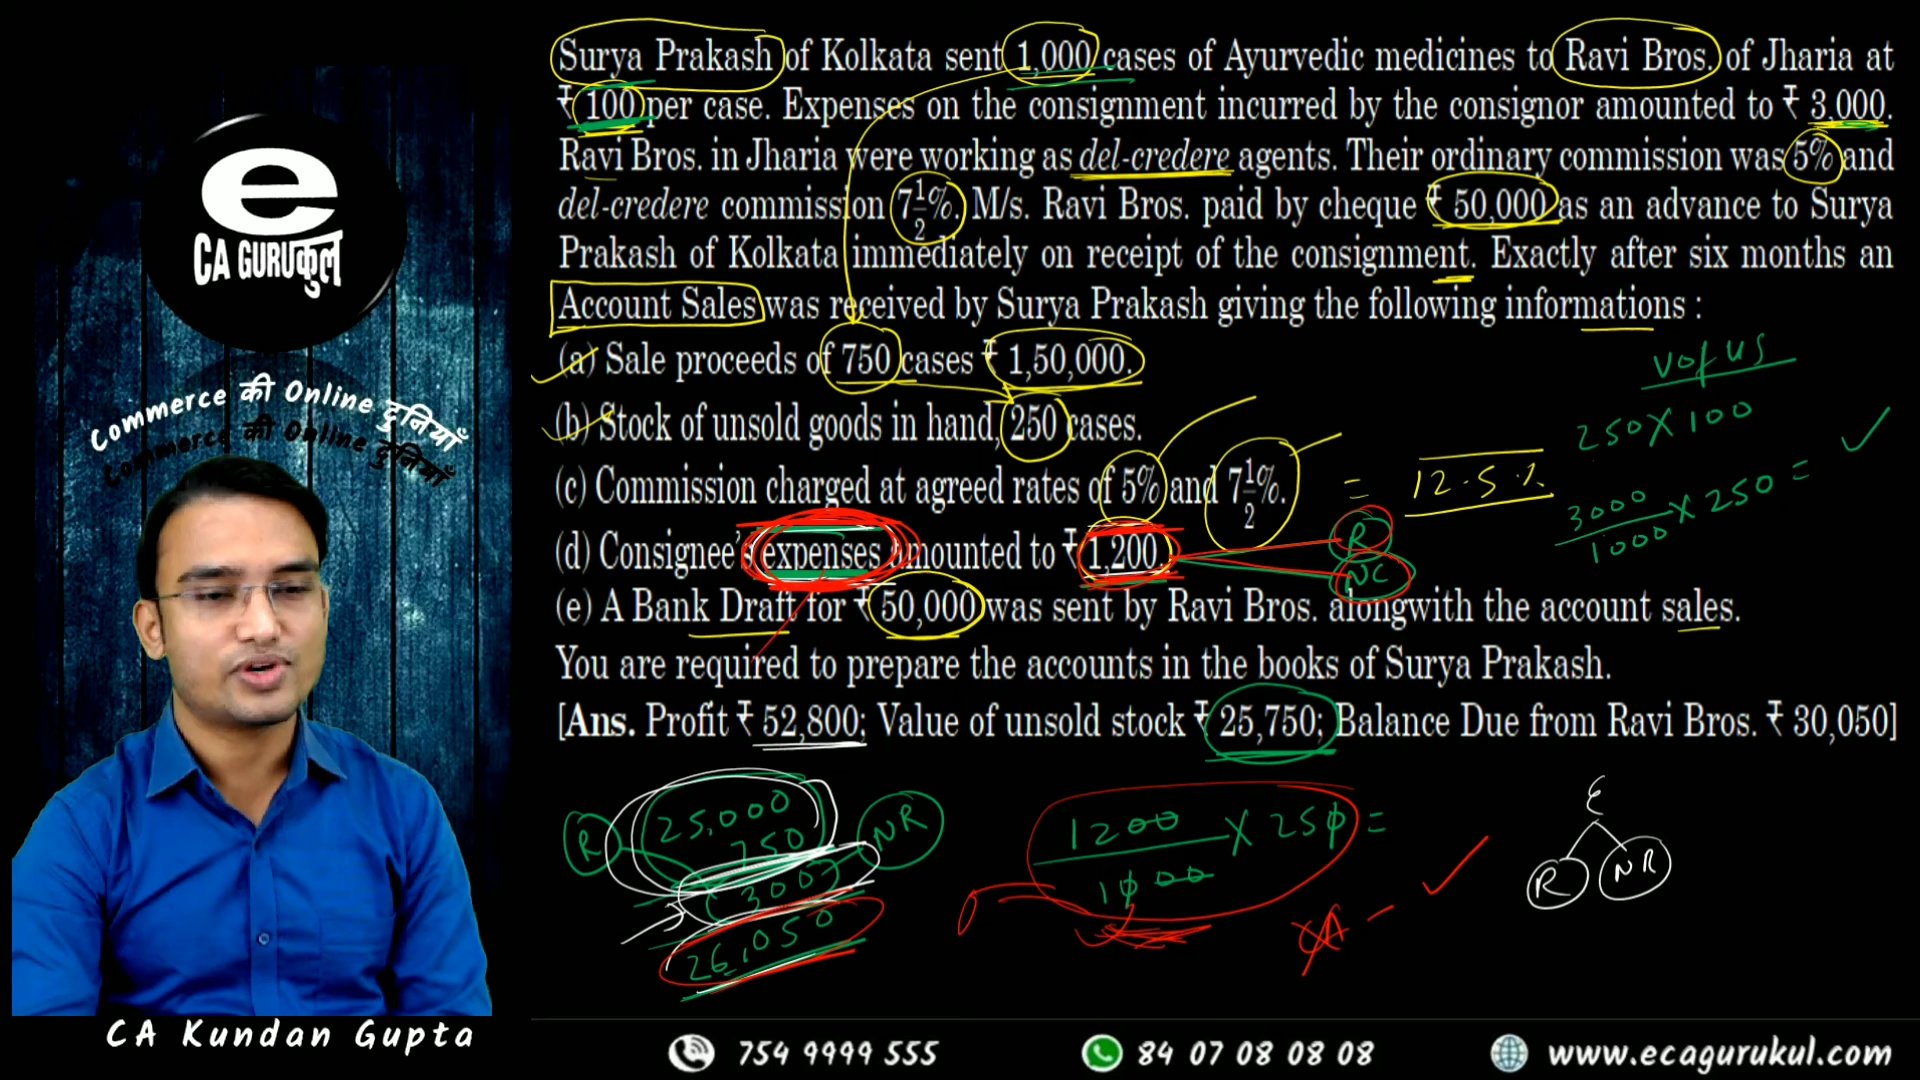 Surya Prakash of Kolkata sent 1,000 cases of Ayurvedic medicines to Ravi Bros. of Jharia at
₹ 100 per case. Expenses on the consignment incurred by the consignor amounted to ₹ 3,000.
Ravi Bros. in Jharia were working as del-credere agents. Their ordinary commission was 5% and
del-credere commission 7½%. M/s. Ravi Bros. paid by cheque ₹ 50,000 as an advance to Surya
Prakash of Kolkata immediately on receipt of the consignment. Exactly after six months an
Account Sales was received by Surya Prakash giving the following informations :
(a) Sale proceeds of 750 cases ₹ 1,50,000.
(b) Stock of unsold goods in hand, 250 cases.
(c) Commission charged at agreed rates of 5% and 7½%.
= 12.5%
(d) Consignee's expenses amounted to ₹ 1,200.
R
NC
(e) A Bank Draft for ₹ 50,000 was sent by Ravi Bros. alongwith the account sales.
You are required to prepare the accounts in the books of Surya Prakash.
[Ans. Profit ₹ 52,800; Value of unsold stock ₹ 25,750; Balance Due from Ravi Bros. ₹ 30,050]
V of US
250 X 100
3000
1000 X 250 =
R
25,000
750
300
26,050
NR
1200
1000 X 250 =
E
R
NR
e
CA GURUकुल
Commerce की Online दुनियाँ
CA Kundan Gupta
754 9999 555
84 07 08 08 08
www.ecagurukul.com